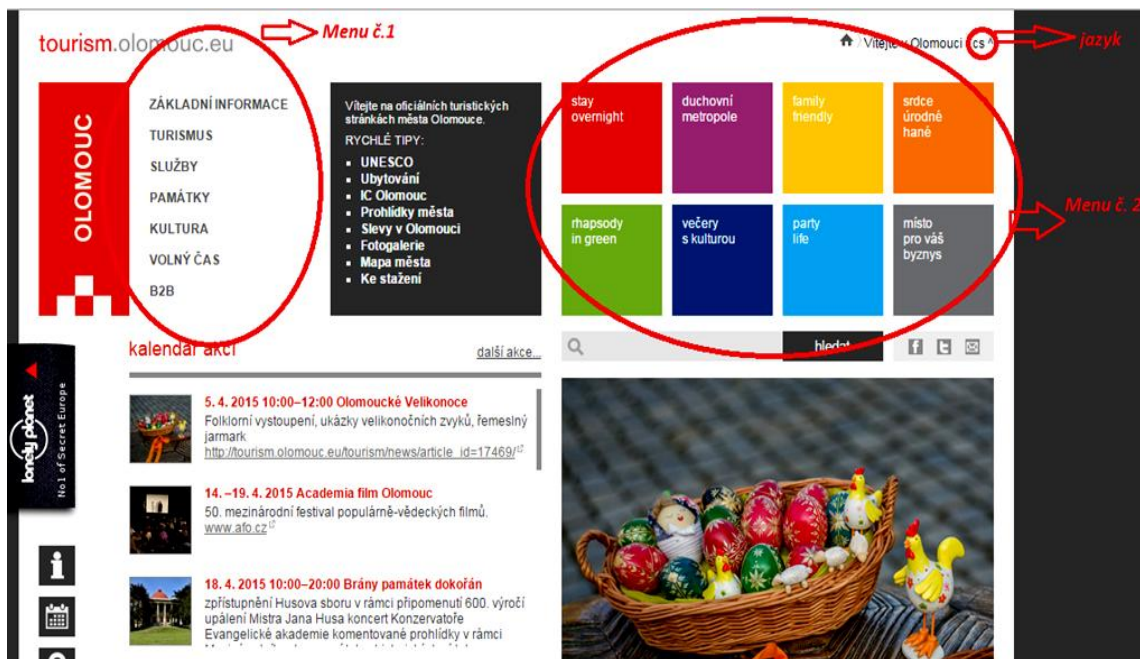 Menu č.1
tourism.olomouc.eu
/ Vítejte v Olomouci cs ^
jazyk
OLOMOUC
ZÁKLADNÍ INFORMACE
TURISMUS
SLUŽBY
PAMÁTKY
KULTURA
VOLNÝ ČAS
B2B
Vítejte na oficiálních turistických
stránkách města Olomouce.
RYCHLÉ TIPY:
UNESCO
Ubytování
IC Olomouc
Prohlídky města
Slevy v Olomouci
Fotogalerie
Mapa města
Ke stažení
stay
overnight
duchovní
metropole
family
friendly
srdce
úrodné
hané
rhapsody
in green
večery
s kulturou
party
life
místo
pro váš
byznys
Menu č. 2
hledat
kalendář akcí
další akce...
5. 4. 2015 10:00–12:00 Olomoucké Velikonoce
Folklorní vystoupení, ukázky velikonočních zvyků, řemeslný
jarmark
http://tourism.olomouc.eu/tourism/news/article_id=17469/
14. –19. 4. 2015 Academia film Olomouc
50. mezinárodní festival populárně-vědeckých filmů.
www.afo.cz
18. 4. 2015 10:00–20:00 Brány památek dokořán
zpřístupnění Husova sboru v rámci připomenutí 600. výročí
upálení Mistra Jana Husa koncert Konzervatoře
Evangelické akademie komentované prohlídky v rámci
lonely planet
No1 of Secret Europe